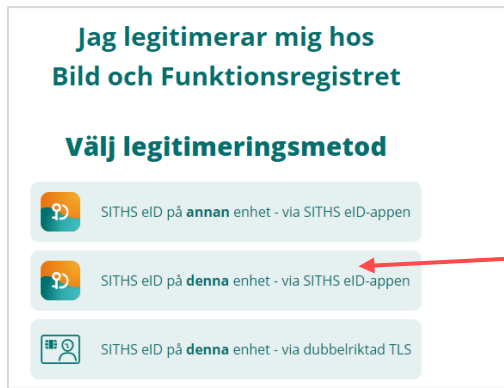 Jag legitimerar mig hos
Bild och Funktionsregistret
Välj legitimeringsmetod
SITHS eID på annan enhet - via SITHS eID-appen
SITHS eID på denna enhet - via SITHS eID-appen
SITHS eID på denna enhet - via dubbelriktad TLS